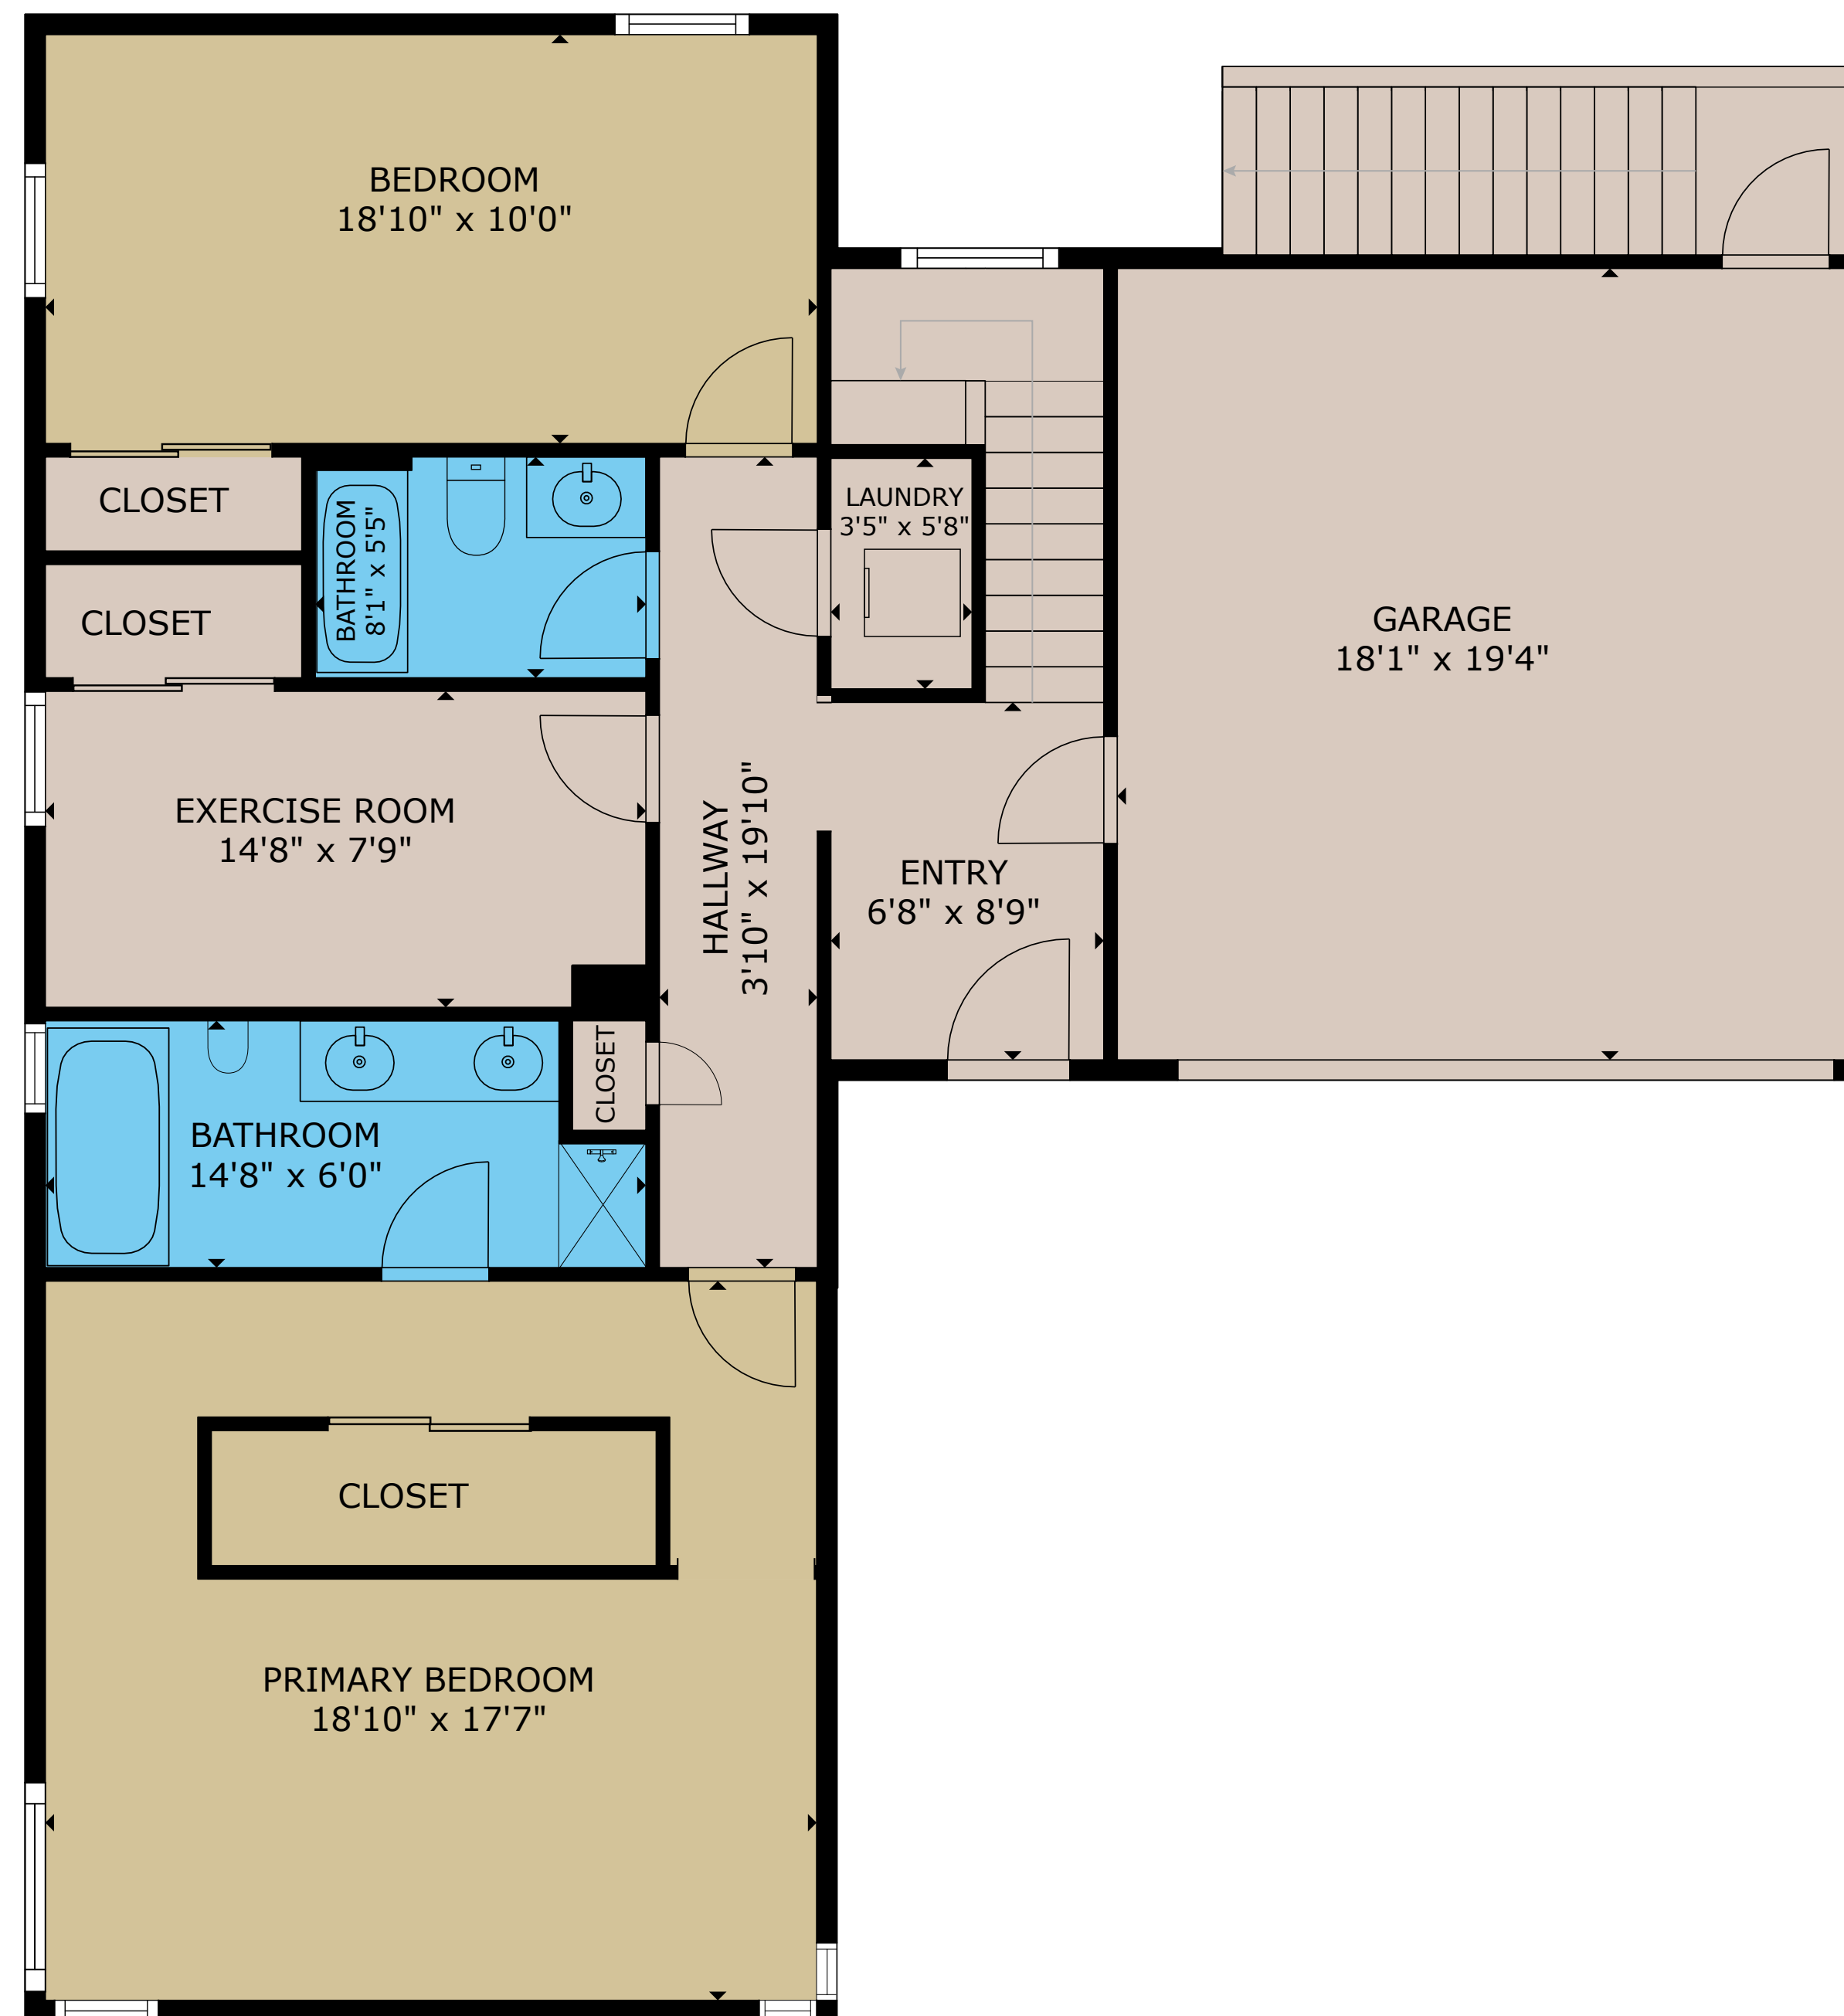 BEDROOM
18'10" x 10'0"
CLOSET
BATHROOM
8'1" x 5'5"
LAUNDRY
3'5" x 5'8"
CLOSET
GARAGE
18'1" x 19'4"
EXERCISE ROOM
14'8" x 7'9"
HALLWAY
3'10" x 19'10"
ENTRY
6'8" x 8'9"
CLOSET
BATHROOM
14'8" x 6'0"
CLOSET
PRIMARY BEDROOM
18'10" x 17'7"